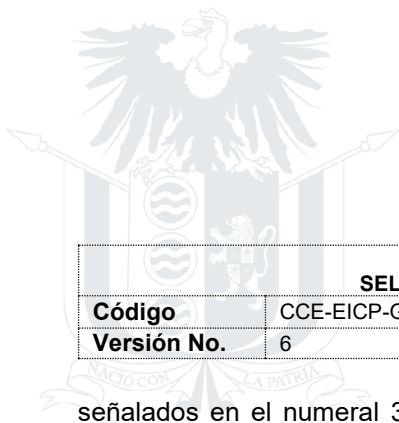 SEL
Código CCE-EICP-G
Versión No. 6
NACIÓ CON LA PATRIA
señalados en el numeral 3